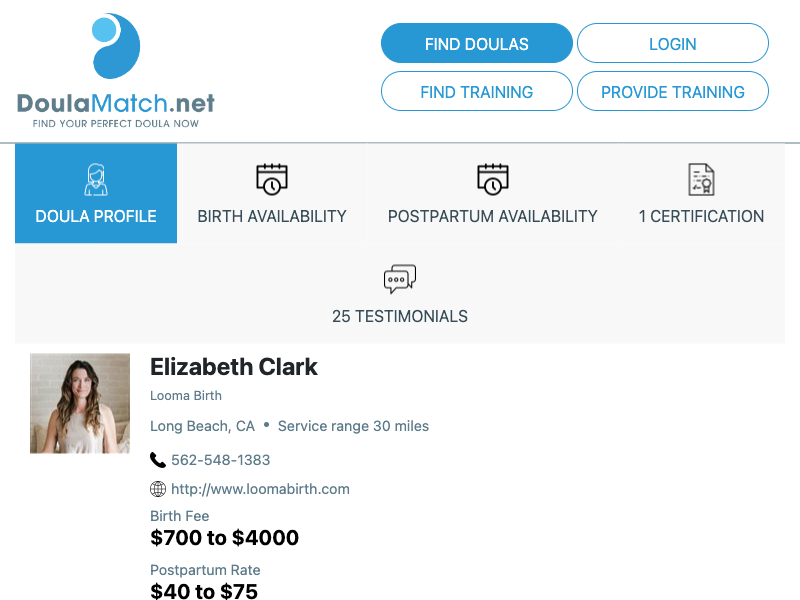 DoulaMatch.net
FIND YOUR PERFECT DOULA NOW
FIND DOULAS
LOGIN
FIND TRAINING
PROVIDE TRAINING
DOULA PROFILE
BIRTH AVAILABILITY
POSTPARTUM AVAILABILITY
1 CERTIFICATION
25 TESTIMONIALS
Elizabeth Clark
Looma Birth
Long Beach, CA • Service range 30 miles
562-548-1383
http://www.loomabirth.com
Birth Fee
$700 to $4000
Postpartum Rate
$40 to $75